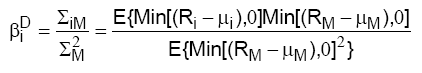 β_i^D = Σ_iM / Σ_M^2 = E{Min[(R_i − μ_i),0]Min[(R_M − μ_M),0]} / E{Min[(R_M − μ_M),0]^2}